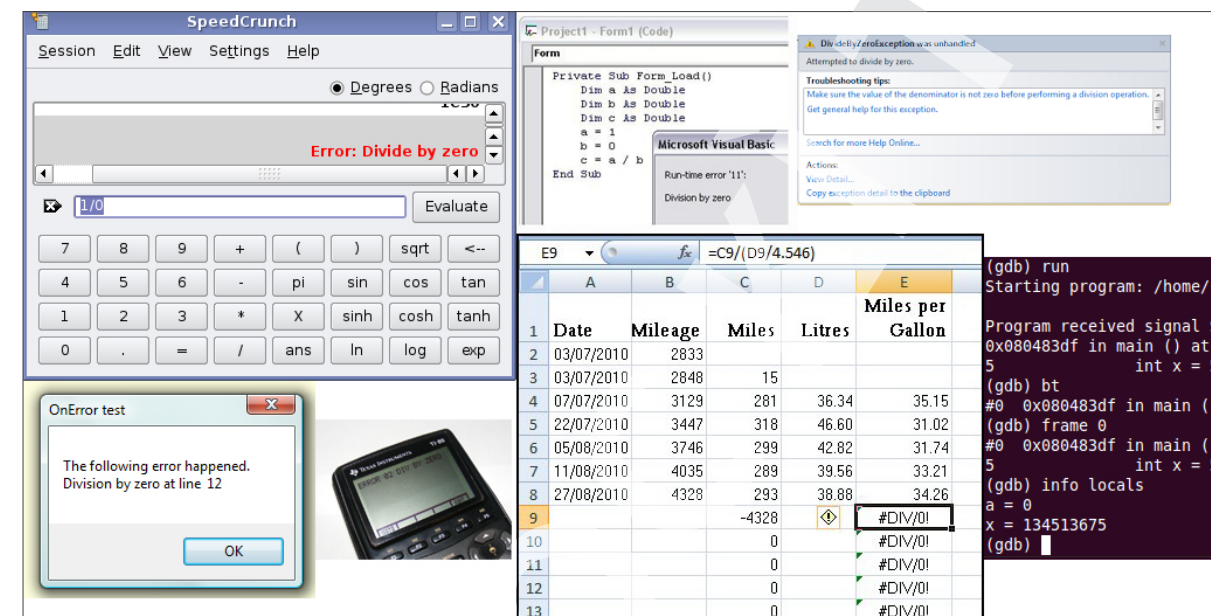 SpeedCrunch
Session Edit View Settings Help
Degrees Radians
Error: Divide by zero
1/0
Evaluate
7 8 9 + ( ) sqrt <--
4 5 6 - pi sin cos tan
1 2 3 * X sinh cosh tanh
0 . = / ans ln log exp
Project1 - Form1 (Code)
Form
Private Sub Form_Load()
Dim a As Double
Dim b As Double
Dim c As Double
a = 1
b = 0
c = a / b
End Sub
Microsoft Visual Basic
Run-time error '11':
Division by zero
DivideByZeroException was unhandled
Attempted to divide by zero.
Troubleshooting tips:
Make sure the value of the denominator is not zero before performing a division operation.
Get general help for this exception.
Search for more Help Online...
Actions:
View Detail...
Copy exception detail to the clipboard
E9 fx =C9/(D9/4.546)
A B C D E
1 Date Mileage Miles Litres Miles per Gallon
2 03/07/2010 2833
3 03/07/2010 2848 15
4 07/07/2010 3129 281 36.34 35.15
5 22/07/2010 3447 318 46.60 31.02
6 05/08/2010 3746 299 42.82 31.74
7 11/08/2010 4035 289 39.56 33.21
8 27/08/2010 4328 293 38.88 34.26
9 -4328 #DIV/0!
10 0 #DIV/0!
11 0 #DIV/0!
12 0 #DIV/0!
13 0 #DIV/0!
(gdb) run
Starting program: /home/
Program received signal
0x080483df in main () at
5 int x =
(gdb) bt
#0 0x080483df in main (
(gdb) frame 0
#0 0x080483df in main (
5 int x =
(gdb) info locals
a = 0
x = 134513675
(gdb)
OnError test
The following error happened.
Division by zero at line 12
OK
TEXAS INSTRUMENTS
ERROR 02 DIV BY ZERO